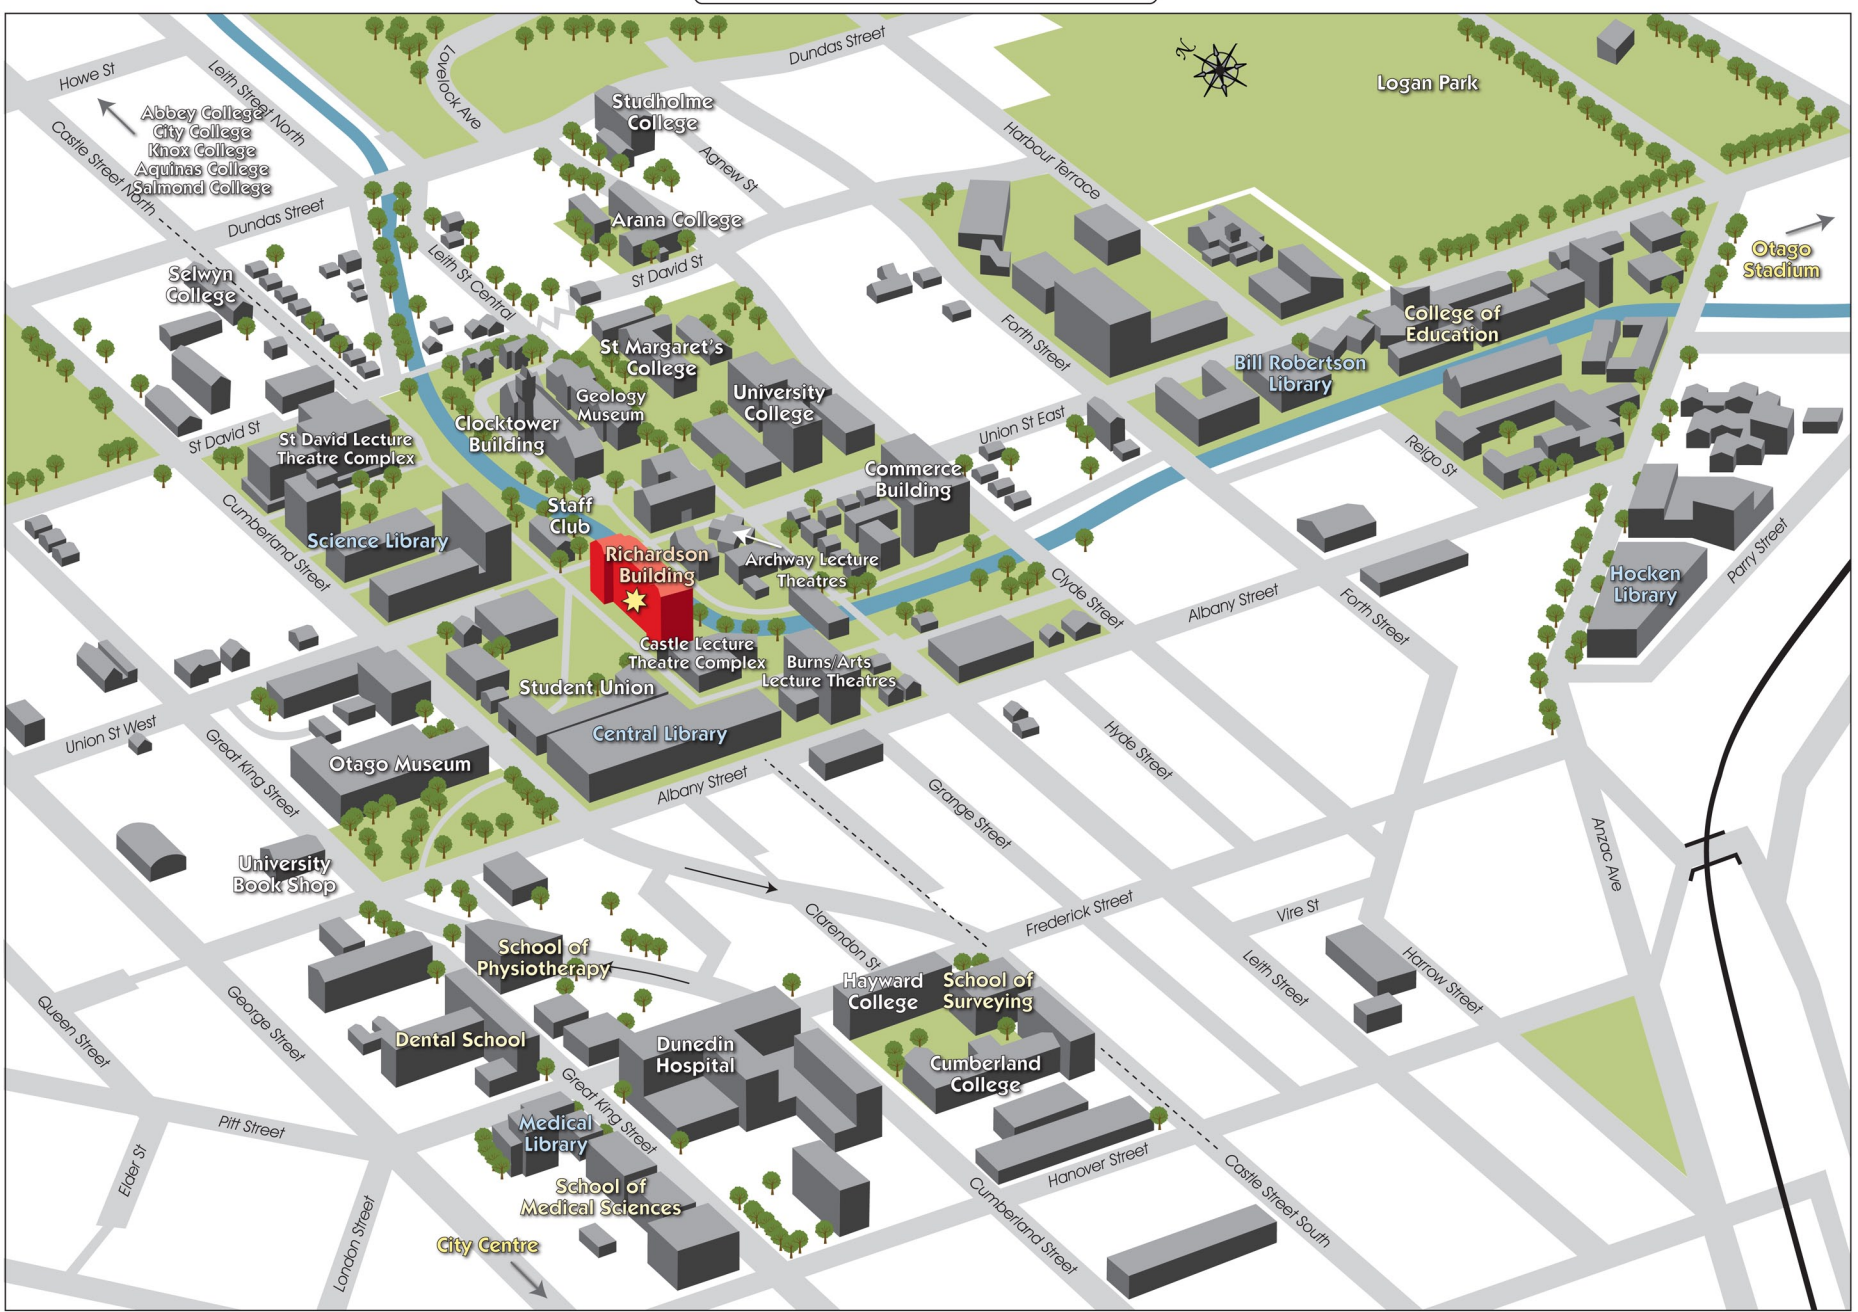 Howe St
Leith Street North
Lovelock Ave
Dundas Street
N
Logan Park
Abbey College
City College
Knox College
Aquinas College
Salmond College
Castle Street North
Studholme
College
Agnew St
Harbour Terrace
Dundas Street
Arana College
Otago
Stadium
Selwyn
College
Leith St Central
St David St
Forth Street
College of
Education
St Margaret's
College
Bill Robertson
Library
Geology
Museum
University
College
Clocktower
Building
St David St
St David Lecture
Theatre Complex
Union St East
Reigo St
Commerce
Building
Cumberland Street
Science Library
Staff
Club
Richardson
Building
Archway Lecture
Theatres
Clyde Street
Albany Street
Forth Street
Hocken
Library
Parry Street
Castle Lecture
Theatre Complex
Burns/Arts
Lecture Theatres
Student Union
Central Library
Union St West
Great King Street
Otago Museum
Albany Street
Hyde Street
Grange Street
Anzac Ave
University
Book Shop
Clarendon St
Frederick Street
Vire St
School of
Physiotherapy
Leith Street
Harrow Street
Hayward
College
School of
Surveying
Queen Street
George Street
Dental School
Dunedin
Hospital
Cumberland
College
Great King Street
Pitt Street
Medical
Library
Elder St
School of
Medical Sciences
Hanover Street
Cumberland Street
Castle Street South
London Street
City Centre